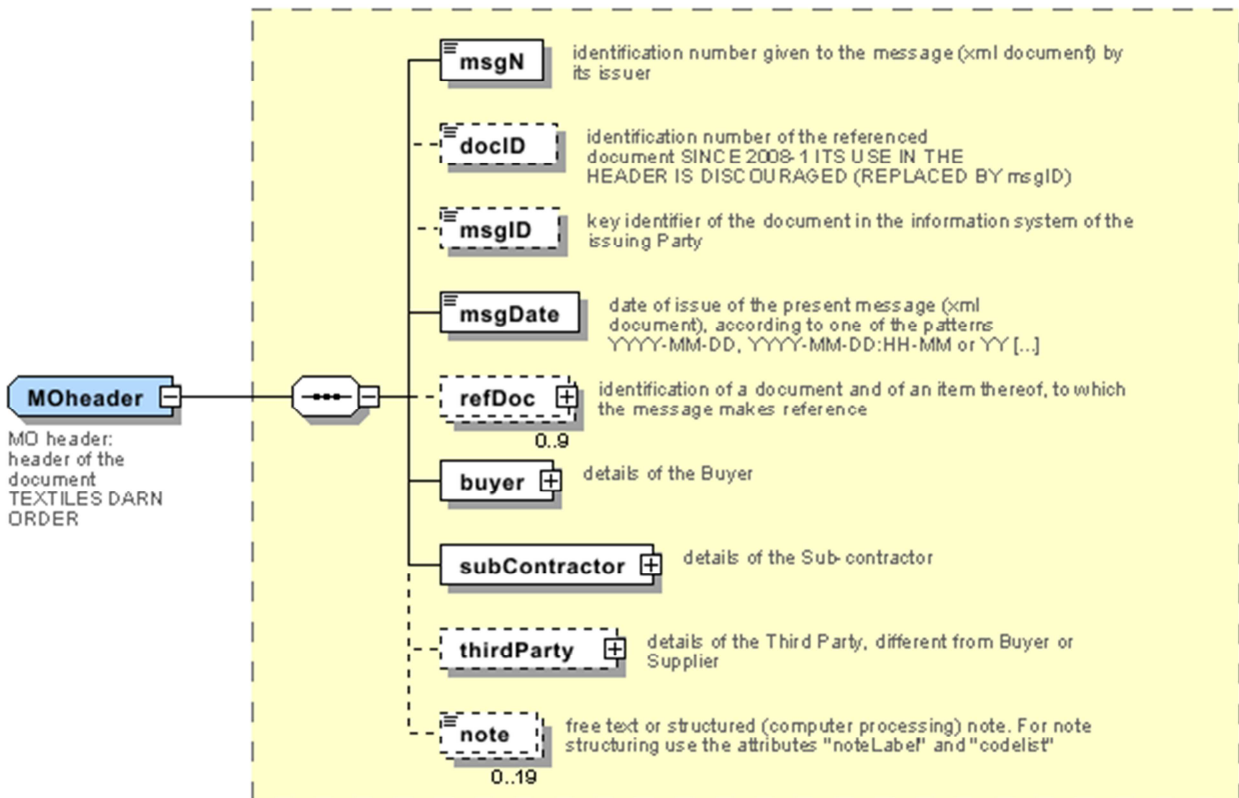 msgN
identification number given to the message (xml document) by
its issuer
docID
identification number of the referenced
document SINCE 2008-1 ITS USE IN THE
HEADER IS DISCOURAGED (REPLACED BY msgID)
msgID
key identifier of the document in the information system of the
issuing Party
msgDate
date of issue of the present message (xml
document), according to one of the patterns
YYYY-MM-DD, YYYY-MM-DD:HH-MM or YY [...]
MOheader
MO header:
header of the
document
TEXTILES DARN
ORDER
refDoc
0..9
identification of a document and of an item thereof, to which
the message makes reference
buyer
details of the Buyer
subContractor
details of the Sub-contractor
thirdParty
details of the Third Party, different from Buyer or
Supplier
note
0..19
free text or structured (computer processing) note. For note
structuring use the attributes "noteLabel" and "codelist"